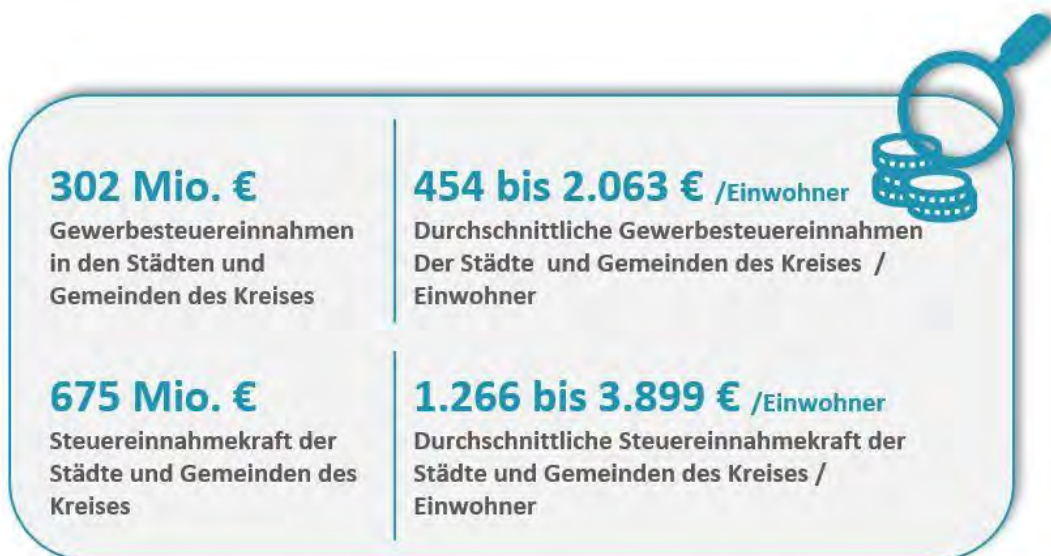 302 Mio. €
Gewerbesteuereinnahmen
in den Städten und
Gemeinden des Kreises
454 bis 2.063 € /Einwohner
Durchschnittliche Gewerbesteuereinnahmen
Der Städte und Gemeinden des Kreises /
Einwohner
675 Mio. €
Steuereinnahmekraft der
Städte und Gemeinden des
Kreises
1.266 bis 3.899 € /Einwohner
Durchschnittliche Steuereinnahmekraft der
Städte und Gemeinden des Kreises /
Einwohner